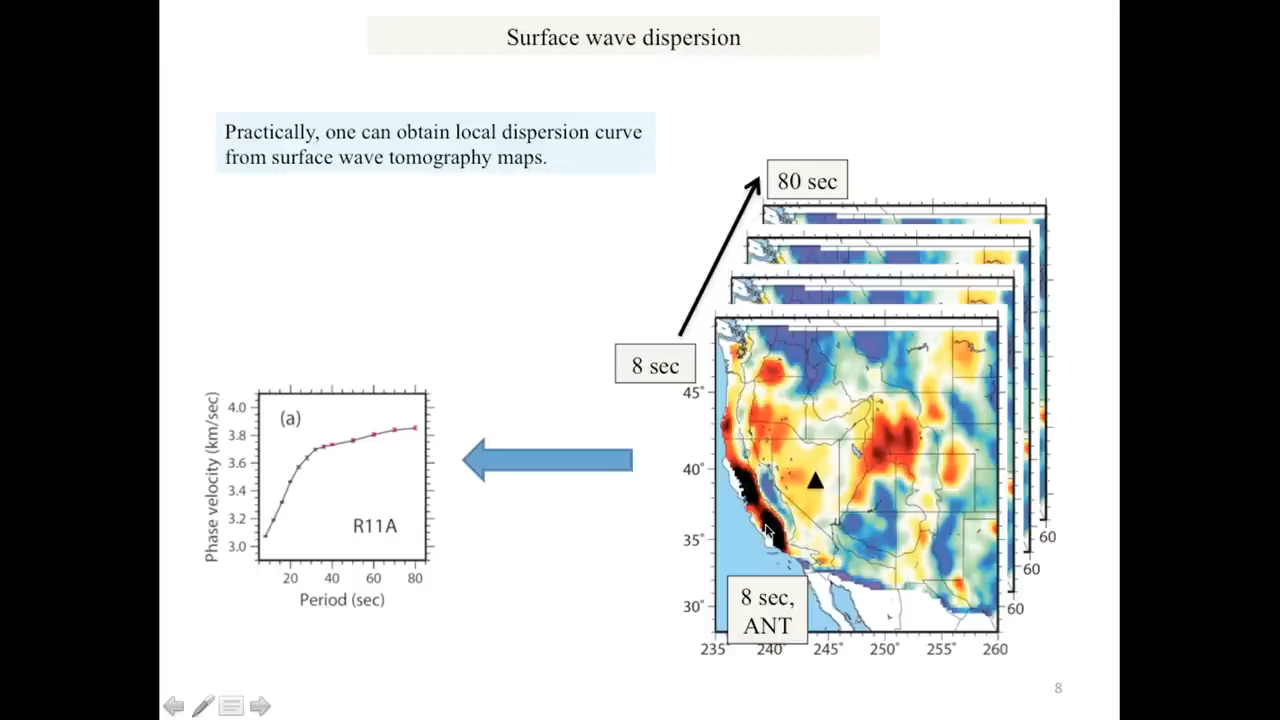 Surface wave dispersion
Practically, one can obtain local dispersion curve
from surface wave tomography maps.
80 sec
8 sec
45°
40°
35°
30°
235
240°
245°
250°
255°
260
60
60
60
8 sec,
ANT
(a)
R11A
Phase velocity (km/sec)
4.0
3.8
3.6
3.4
3.2
3.0
20
40
60
80
Period (sec)
8